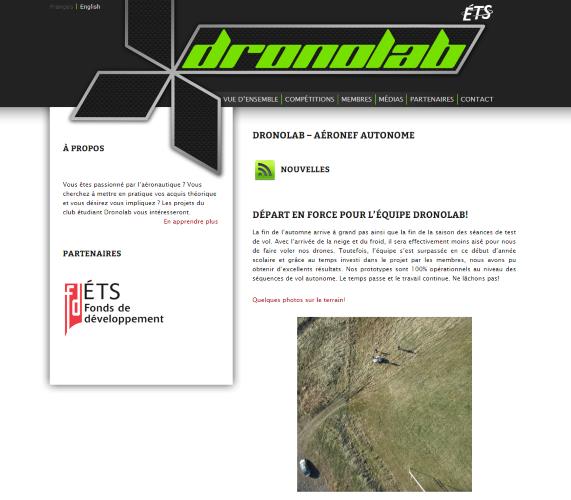 Français | English
ÉTS
dronolab
VUE D'ENSEMBLE | COMPÉTITIONS | MEMBRES | MÉDIAS | PARTENAIRES | CONTACT
À PROPOS
Vous êtes passionné par l'aéronautique ? Vous
cherchez à mettre en pratique vos acquis théorique
et vous désirez vous impliquez ? Les projets du
club étudiant Dronolab vous intéresseront.
En apprendre plus
PARTENAIRES
fdi ÉTS
Fonds de
développement
DRONOLAB – AÉRONEF AUTONOME
NOUVELLES
DÉPART EN FORCE POUR L'ÉQUIPE DRONOLAB!
La fin de l'automne arrive à grand pas ainsi que la fin de la saison des séances de test
de vol. Avec l'arrivée de la neige et du froid, il sera effectivement moins aisé pour nous
de faire voler nos drones. Toutefois, l'équipe s'est surpassée en ce début d'année
scolaire et grâce au temps investi dans le projet par les membres, nous avons pu
obtenir d'excellents résultats. Nos prototypes sont 100% opérationnels au niveau des
séquences de vol autonome. Le temps passe et le travail continue. Ne lâchons pas!
Quelques photos sur le terrain!